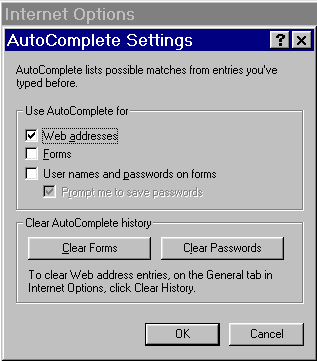 Internet Options
AutoComplete Settings
AutoComplete lists possible matches from entries you've
typed before.
Use AutoComplete for
Web addresses
Forms
User names and passwords on forms
Prompt me to save passwords
Clear AutoComplete history
Clear Forms
Clear Passwords
To clear Web address entries, on the General tab in
Internet Options, click Clear History.
OK
Cancel